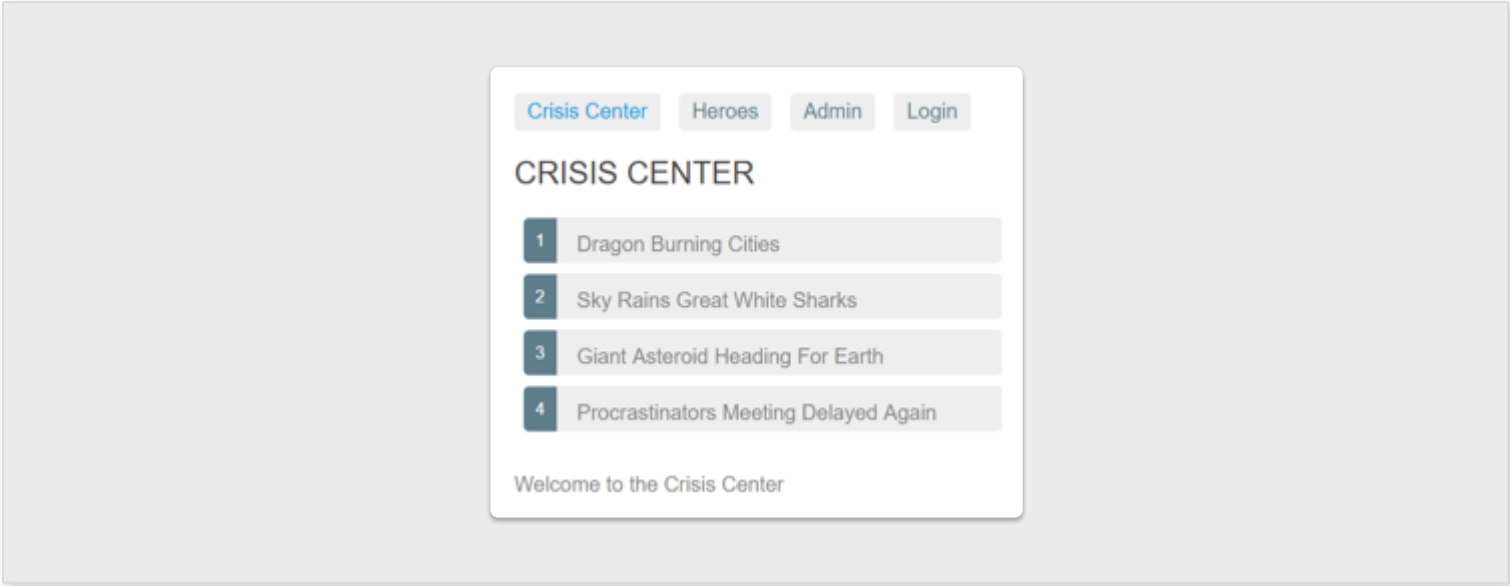 Crisis Center Heroes Admin Login
CRISIS CENTER
1 Dragon Burning Cities
2 Sky Rains Great White Sharks
3 Giant Asteroid Heading For Earth
4 Procrastinators Meeting Delayed Again
Welcome to the Crisis Center